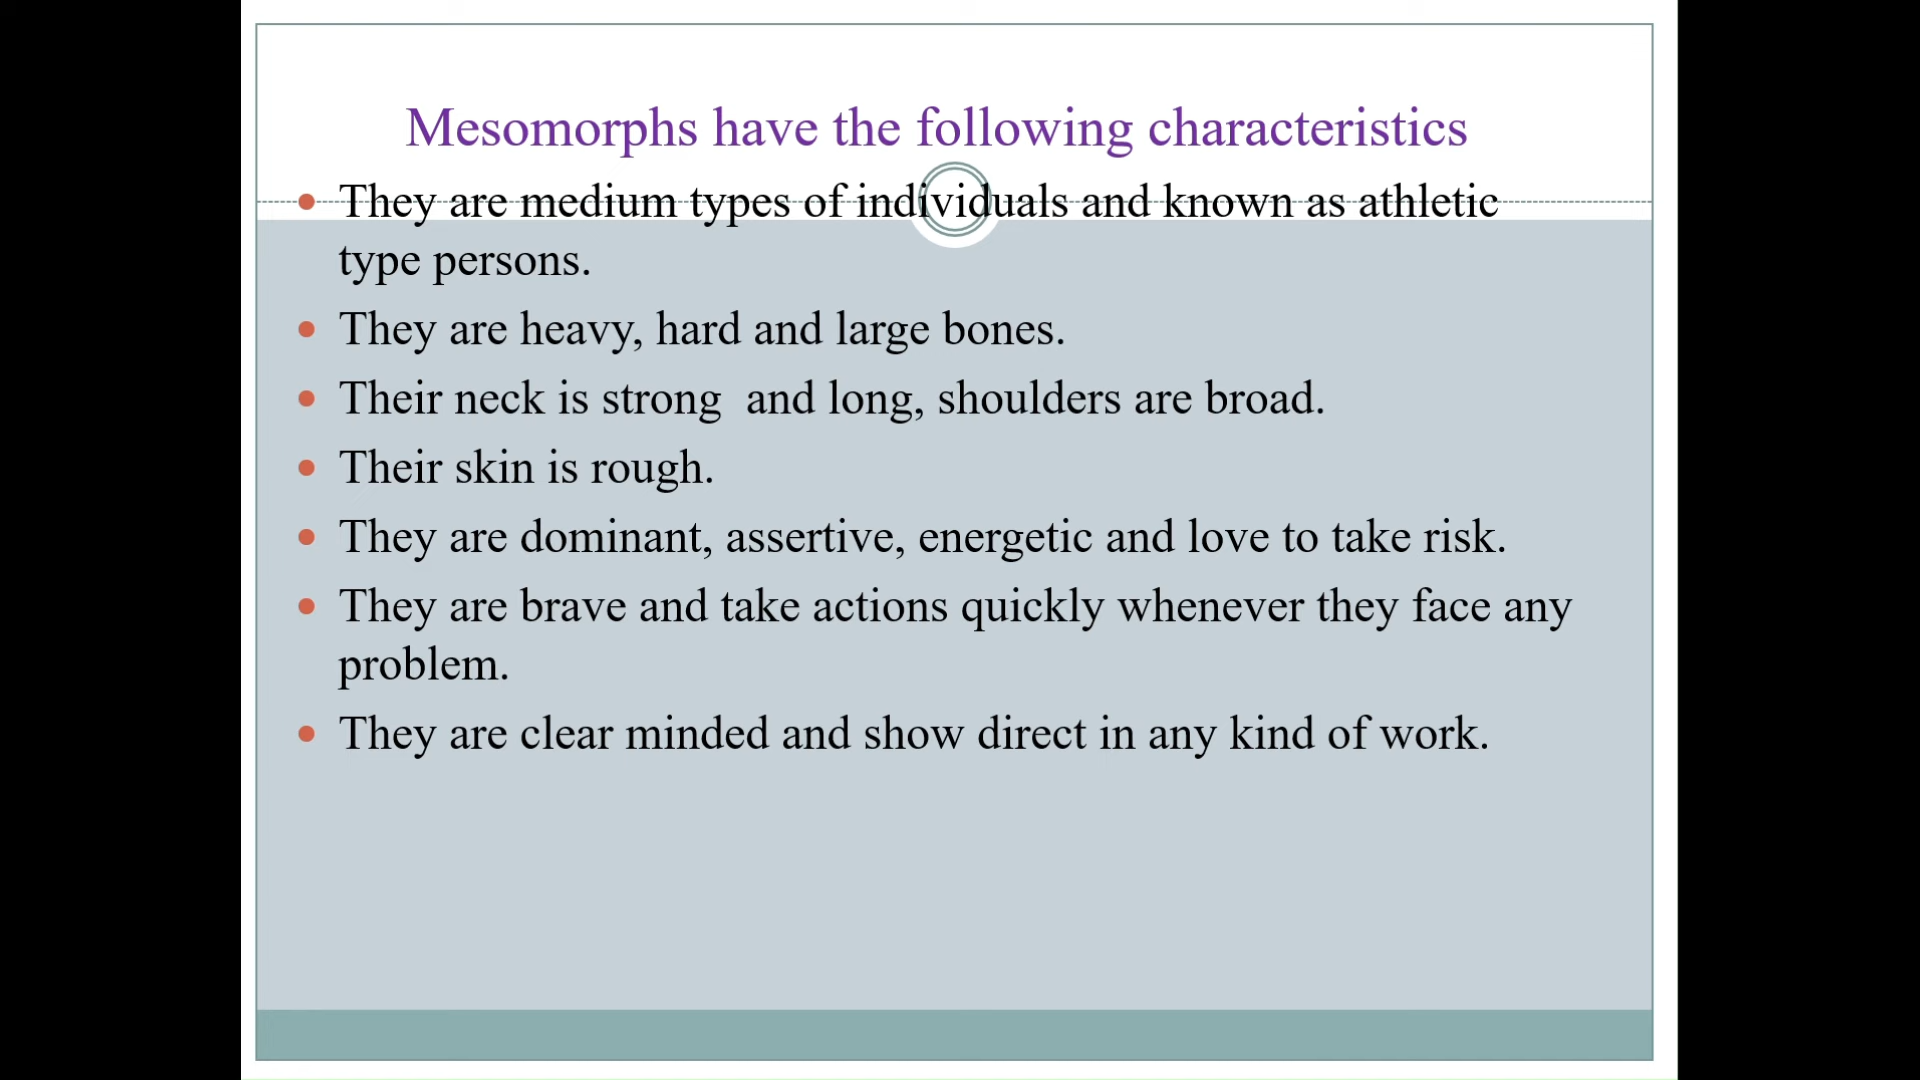 Mesomorphs have the following characteristics
They are medium types of individuals and known as athletic
type persons.
They are heavy, hard and large bones.
Their neck is strong  and long, shoulders are broad.
Their skin is rough.
They are dominant, assertive, energetic and love to take risk.
They are brave and take actions quickly whenever they face any
problem.
They are clear minded and show direct in any kind of work.